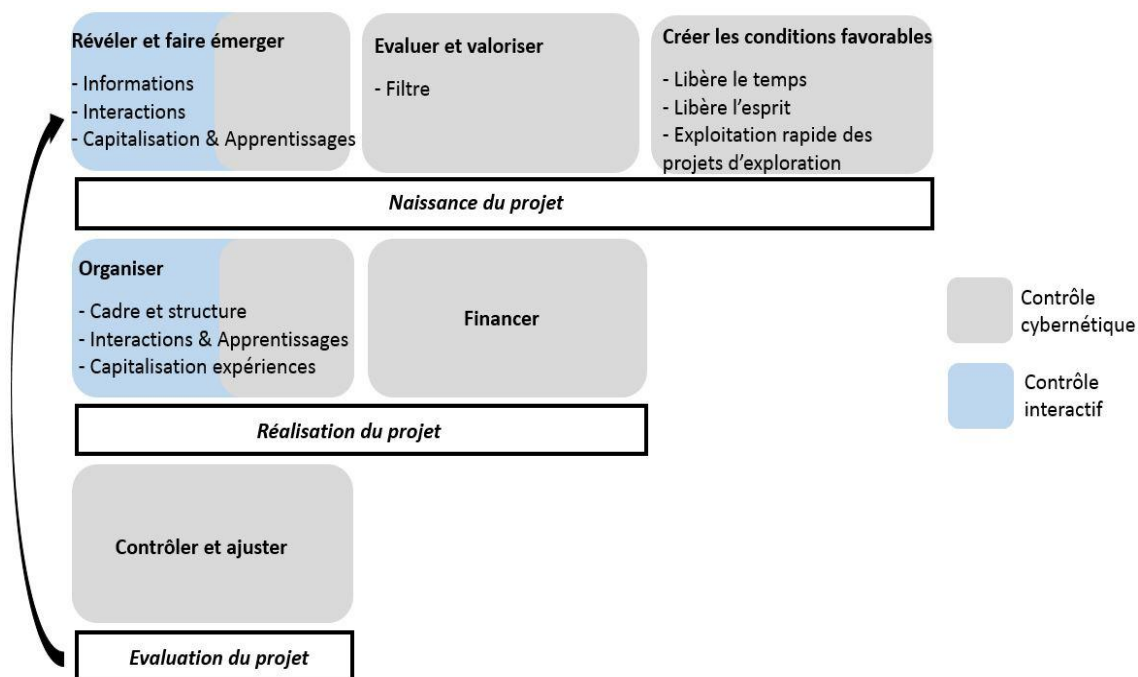 Révéler et faire émerger
- Informations
- Interactions
- Capitalisation & Apprentissages
Evaluer et valoriser
- Filtre
Créer les conditions favorables
- Libère le temps
- Libère l’esprit
- Exploitation rapide des
projets d’exploration
Naissance du projet
Organiser
- Cadre et structure
- Interactions & Apprentissages
- Capitalisation expériences
Financer
Réalisation du projet
Contrôler et ajuster
Evaluation du projet
Contrôle
cybernétique
Contrôle
interactif